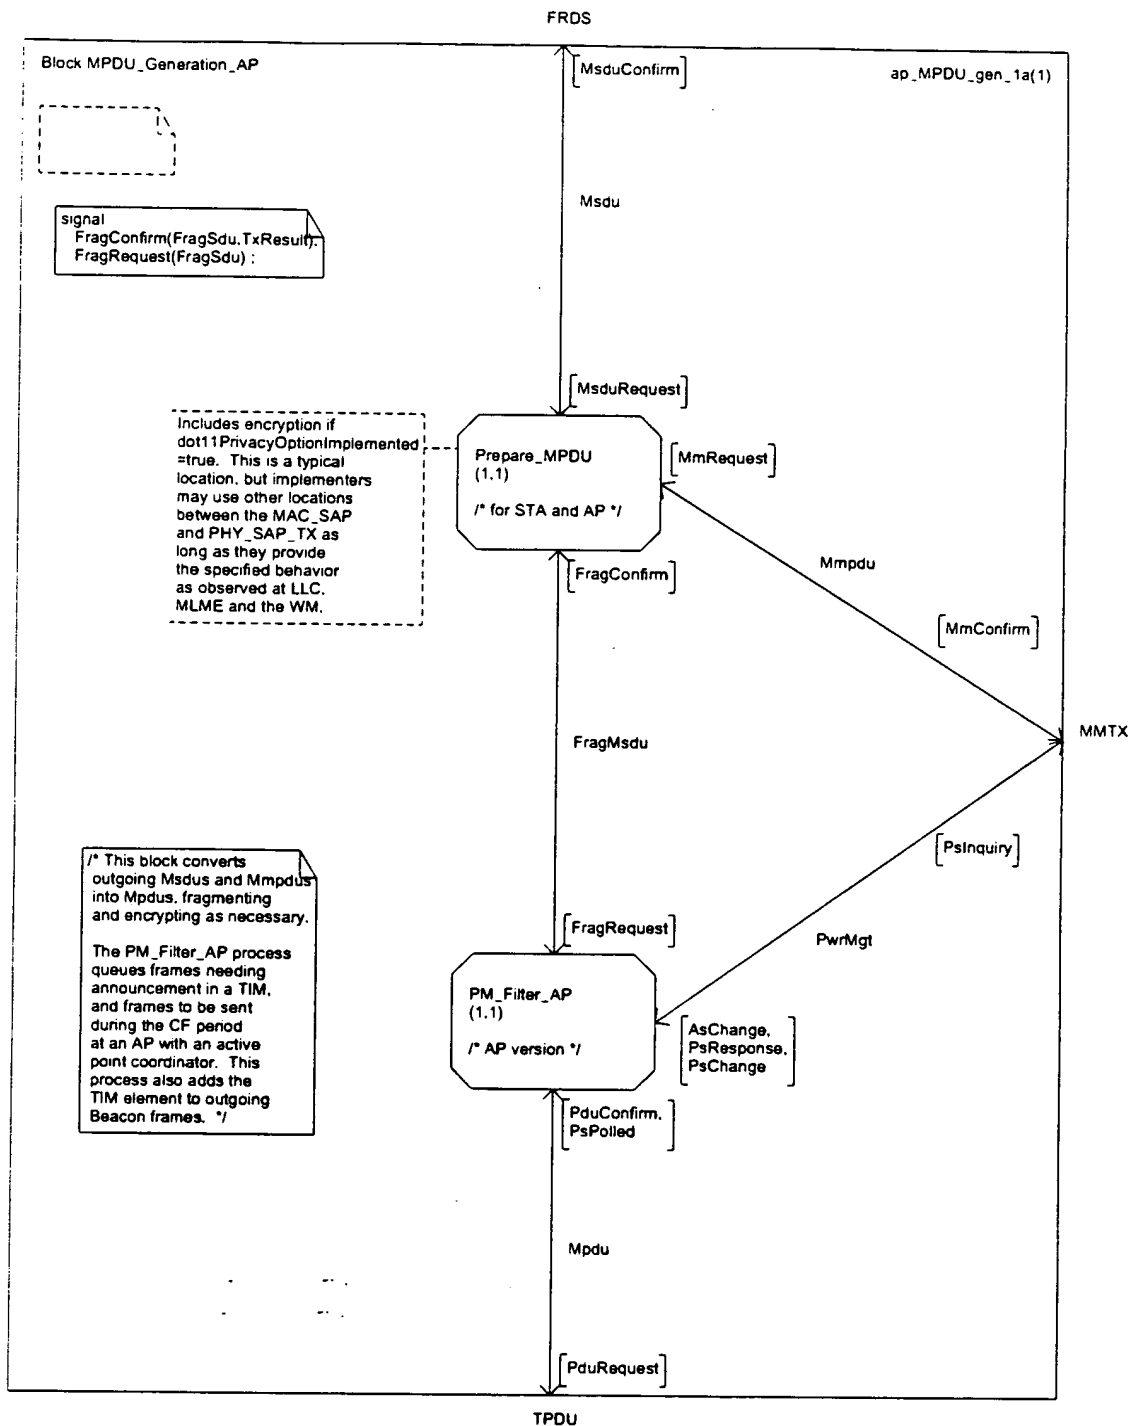 FRDS
Block MPDU_Generation_AP
[MsduConfirm]
ap_MPDU_gen_1a(1)
Msdu
signal
FragConfirm(FragSdu,TxResult),
FragRequest(FragSdu) ;
[MsduRequest]
Includes encryption if
dot11PrivacyOptionImplemented
=true. This is a typical
location, but implementers
may use other locations
between the MAC_SAP
and PHY_SAP_TX as
long as they provide
the specified behavior
as observed at LLC,
MLME and the WM.
Prepare_MPDU
(1,1)
/* for STA and AP */
[MmRequest]
[FragConfirm]
Mmpdu
[MmConfirm]
FragMsdu
MMTX
[PsInquiry]
/* This block converts
outgoing Msdus and Mmpdus
into Mpdus, fragmenting
and encrypting as necessary.
The PM_Filter_AP process
queues frames needing
announcement in a TIM,
and frames to be sent
during the CF period
at an AP with an active
point coordinator. This
process also adds the
TIM element to outgoing
Beacon frames. */
[FragRequest]
PwrMgt
PM_Filter_AP
(1,1)
/* AP version */
[AsChange,
PsResponse,
PsChange]
[PduConfirm,
PsPolled]
Mpdu
[PduRequest]
TPDU